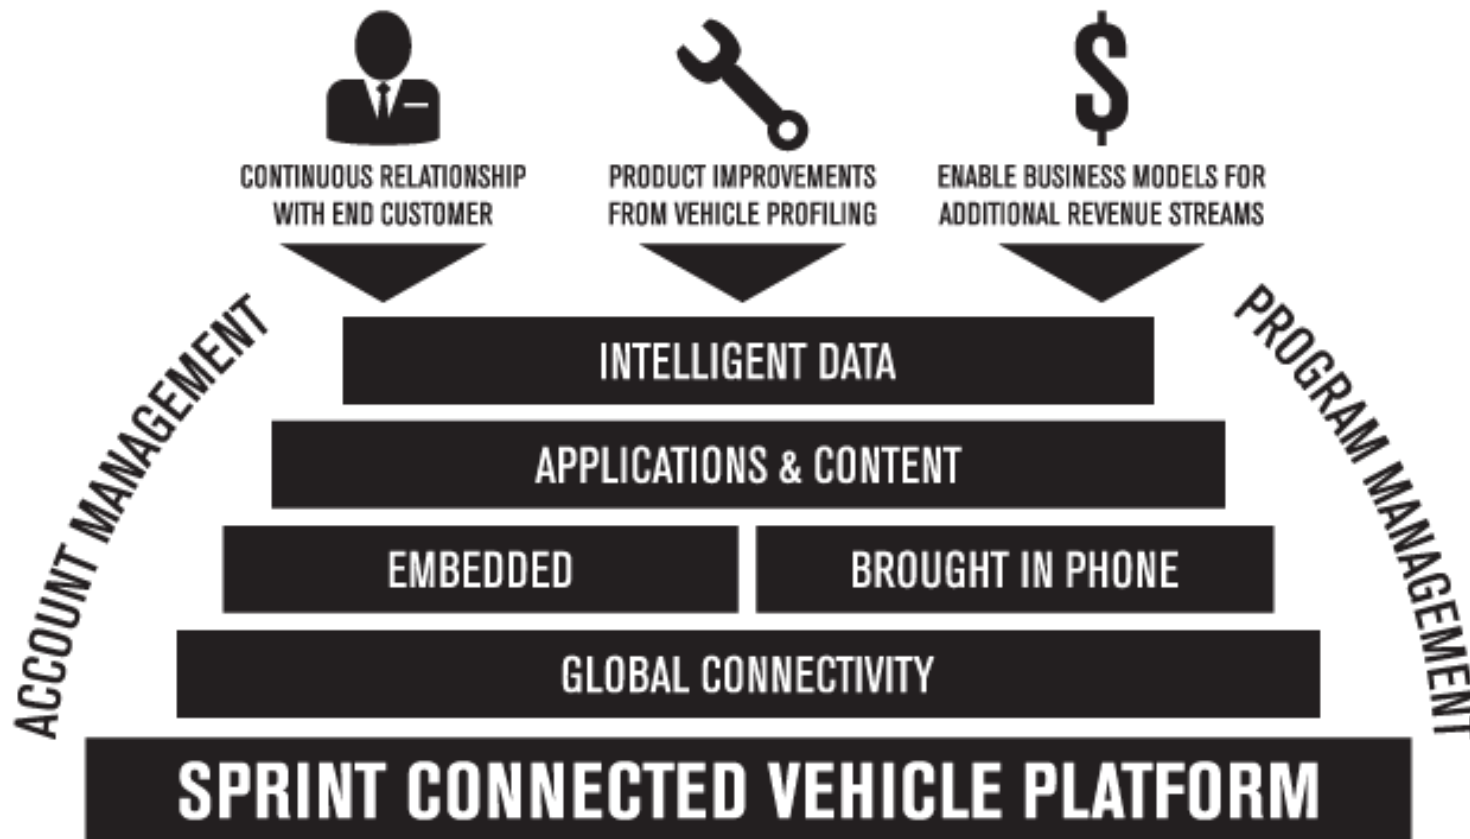 CONTINUOUS RELATIONSHIP
WITH END CUSTOMER
PRODUCT IMPROVEMENTS
FROM VEHICLE PROFILING
ENABLE BUSINESS MODELS FOR
ADDITIONAL REVENUE STREAMS
ACCOUNT MANAGEMENT
PROGRAM MANAGEMENT
INTELLIGENT DATA
APPLICATIONS & CONTENT
EMBEDDED
BROUGHT IN PHONE
GLOBAL CONNECTIVITY
SPRINT CONNECTED VEHICLE PLATFORM